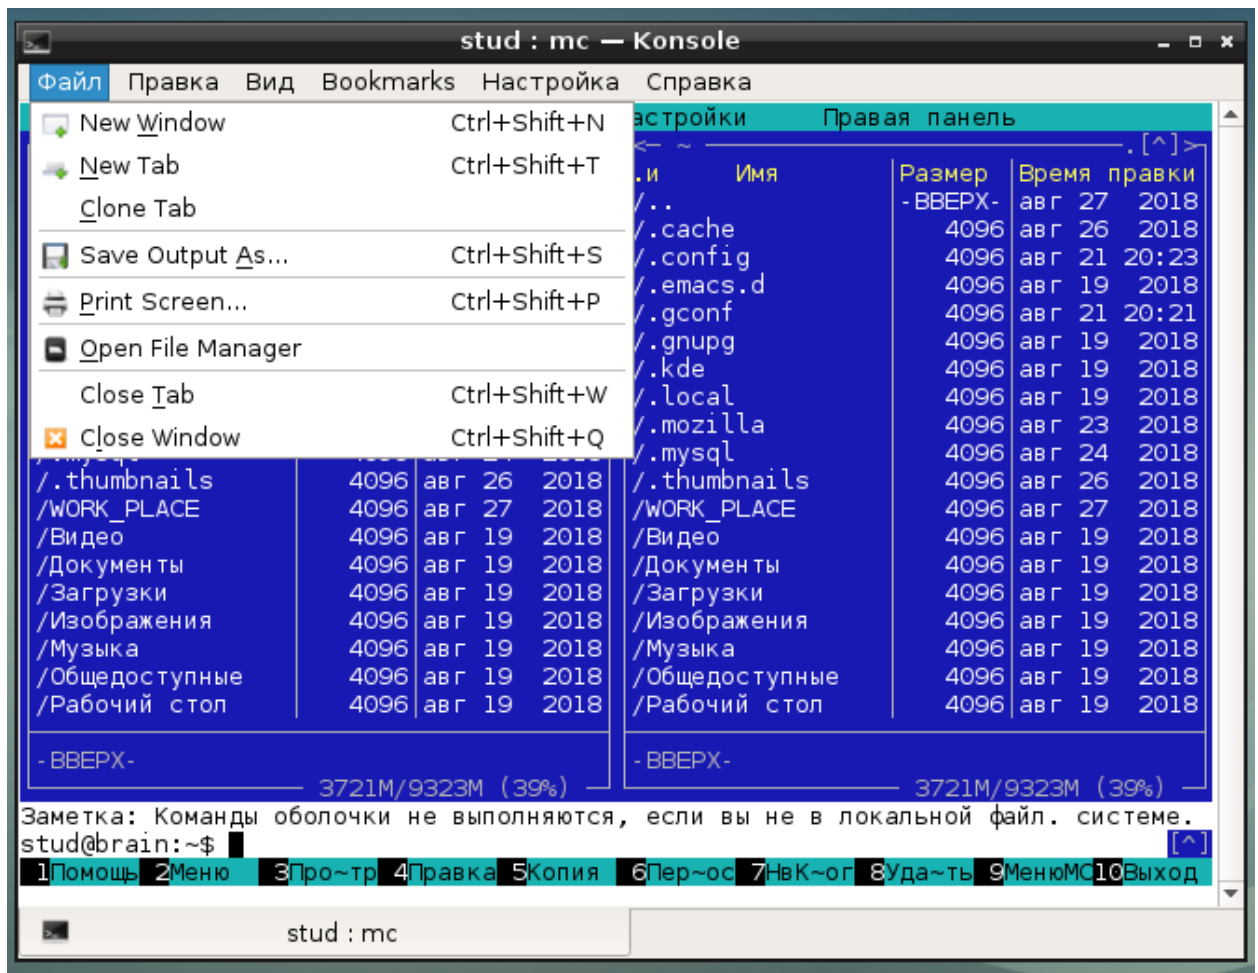 stud : mc — Konsole
Файл Правка Вид Bookmarks Настройка Справка
New Window Ctrl+Shift+N
New Tab Ctrl+Shift+T
Clone Tab
Save Output As... Ctrl+Shift+S
Print Screen... Ctrl+Shift+P
Open File Manager
Close Tab Ctrl+Shift+W
Close Window Ctrl+Shift+Q
Правая панель
<— ~ .[^]>
.и Имя Размер Время правки
/.. -ВВЕРХ- авг 27 2018
/.cache 4096 авг 26 2018
/.config 4096 авг 21 20:23
/.emacs.d 4096 авг 19 2018
/.gconf 4096 авг 21 20:21
/.gnupg 4096 авг 19 2018
/.kde 4096 авг 19 2018
/.local 4096 авг 19 2018
/.mozilla 4096 авг 23 2018
/.mysql 4096 авг 24 2018
/.thumbnails 4096 авг 26 2018 /.thumbnails 4096 авг 26 2018
/WORK_PLACE 4096 авг 27 2018 /WORK_PLACE 4096 авг 27 2018
/Видео 4096 авг 19 2018 /Видео 4096 авг 19 2018
/Документы 4096 авг 19 2018 /Документы 4096 авг 19 2018
/Загрузки 4096 авг 19 2018 /Загрузки 4096 авг 19 2018
/Изображения 4096 авг 19 2018 /Изображения 4096 авг 19 2018
/Музыка 4096 авг 19 2018 /Музыка 4096 авг 19 2018
/Общедоступные 4096 авг 19 2018 /Общедоступные 4096 авг 19 2018
/Рабочий стол 4096 авг 19 2018 /Рабочий стол 4096 авг 19 2018
-ВВЕРХ- -ВВЕРХ-
3721M/9323M (39%) 3721M/9323M (39%)
Заметка: Команды оболочки не выполняются, если вы не в локальной файл. системе.
stud@brain:~$ [^]
1Помощь 2Меню 3Про~тр 4Правка 5Копия 6Пер~ос 7НвК~ог 8Уда~ть 9МенюМС 10Выход
stud : mc